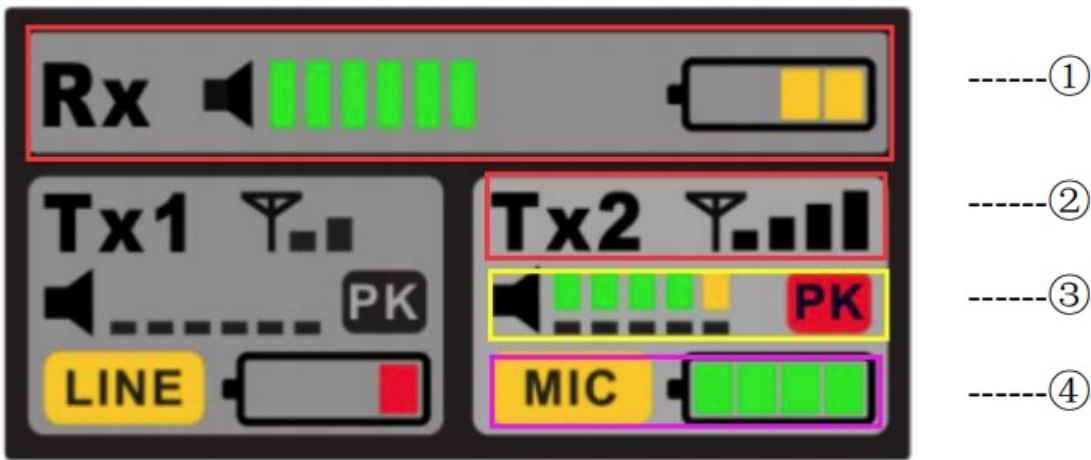 Rx ------①
Tx1 Tx2 ------②
PK PK ------③
LINE MIC ------④